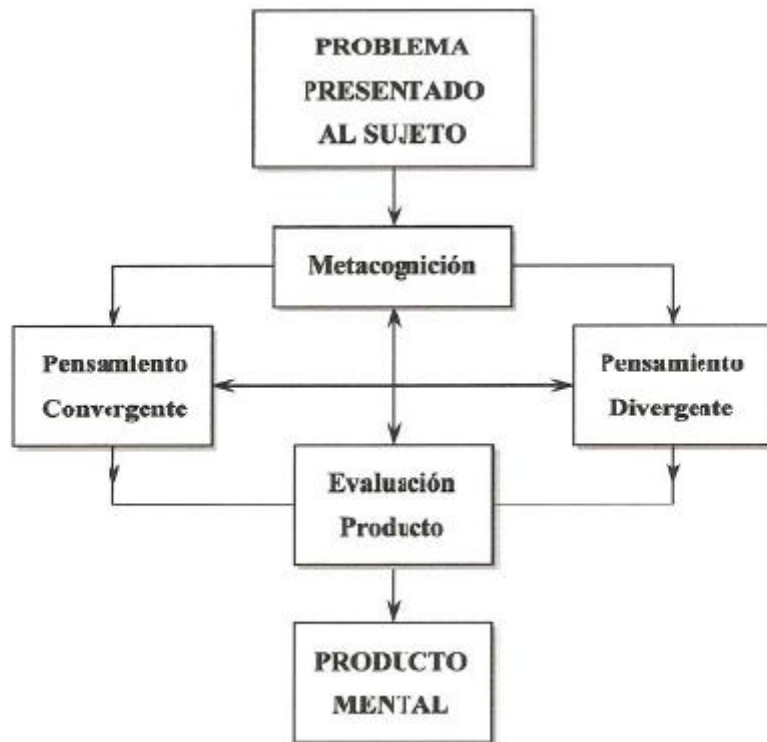 PROBLEMA
PRESENTADO
AL SUJETO
Metacognición
Pensamiento
Convergente
Pensamiento
Divergente
Evaluación
Producto
PRODUCTO
MENTAL